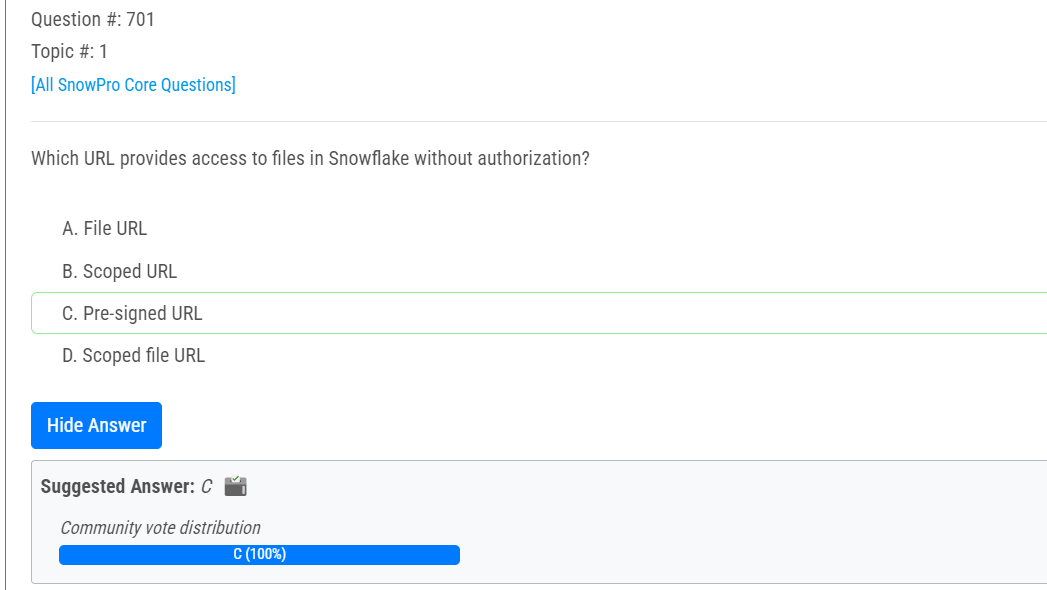 Question #: 701
Topic #: 1
[All SnowPro Core Questions]
Which URL provides access to files in Snowflake without authorization?
A. File URL
B. Scoped URL
C. Pre-signed URL
D. Scoped file URL
Hide Answer
Suggested Answer: C
Community vote distribution
C (100%)